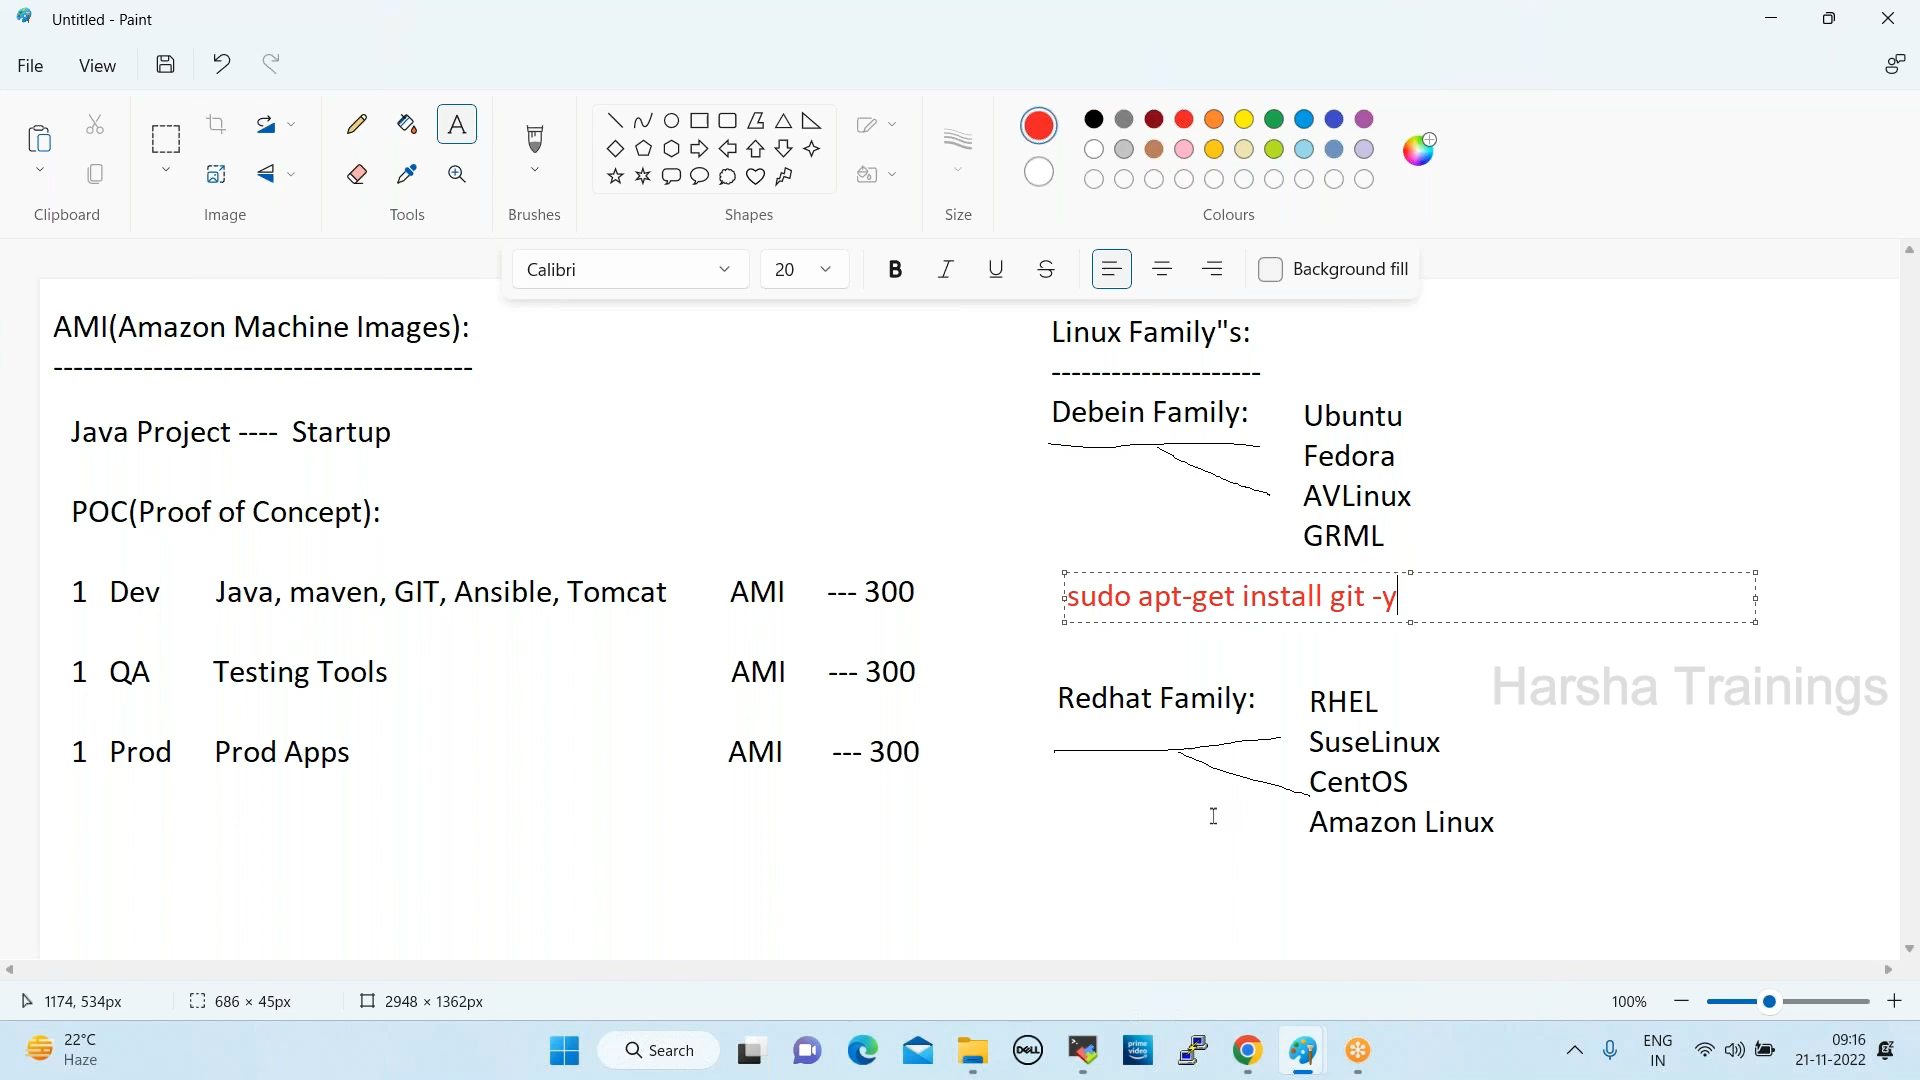 Untitled - Paint
File View
Clipboard Image Tools Brushes Shapes Size Colours
Calibri 20 B I U S Background fill
AMI(Amazon Machine Images):
------------------------------------------
Java Project ---- Startup
POC(Proof of Concept):
1 Dev Java, maven, GIT, Ansible, Tomcat AMI --- 300
1 QA Testing Tools AMI --- 300
1 Prod Prod Apps AMI --- 300
Linux Family"s:
---------------------
Debein Family: Ubuntu
Fedora
AVLinux
GRML
sudo apt-get install git -y
Harsha Trainings
Redhat Family: RHEL
SuseLinux
CentOS
Amazon Linux
1174, 534px 686 × 45px 2948 × 1362px 100%
22°C
Haze
Search
DELL
prime video
ENG
IN
09:16
21-11-2022